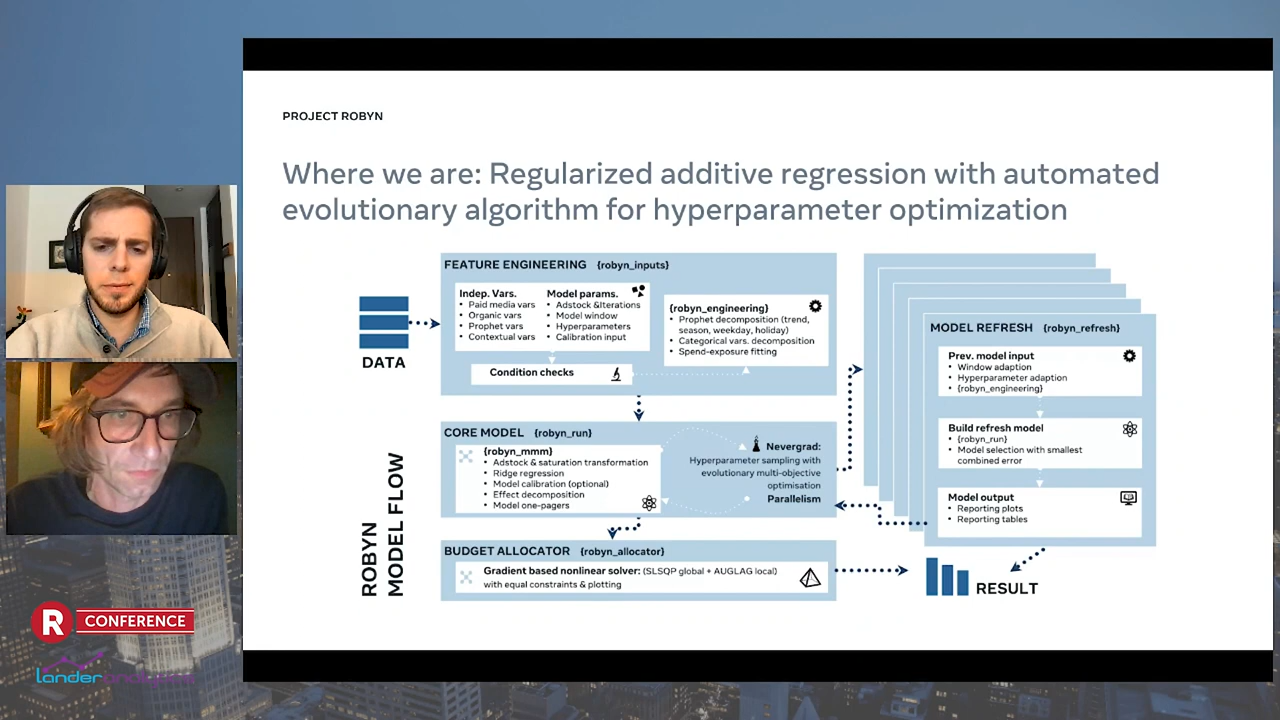 PROJECT ROBYN
Where we are: Regularized additive regression with automated
evolutionary algorithm for hyperparameter optimization
DATA
ROBYN
MODEL FLOW
FEATURE ENGINEERING {robyn_inputs}
Indep. Vars.
• Paid media vars
• Organic vars
• Prophet vars
• Contextual vars
Model params.
• Adstock &Iterations
• Model window
• Hyperparameters
• Calibration input
Condition checks
{robyn_engineering}
• Prophet decomposition (trend,
season, weekday, holiday)
• Categorical vars. decomposition
• Spend-exposure fitting
CORE MODEL {robyn_run}
{robyn_mmm}
• Adstock & saturation transformation
• Ridge regression
• Model calibration (optional)
• Effect decomposition
• Model one-pagers
Nevergrad:
Hyperparameter sampling with
evolutionary multi-objective
optimisation
Parallelism
BUDGET ALLOCATOR {robyn_allocator}
Gradient based nonlinear solver: (SLSQP global + AUGLAG local)
with equal constraints & plotting
MODEL REFRESH {robyn_refresh}
Prev. model input
• Window adaption
• Hyperparameter adaption
• {robyn_engineering}
Build refresh model
• {robyn_run}
• Model selection with smallest
combined error
Model output
• Reporting plots
• Reporting tables
RESULT
R CONFERENCE
lander analytics